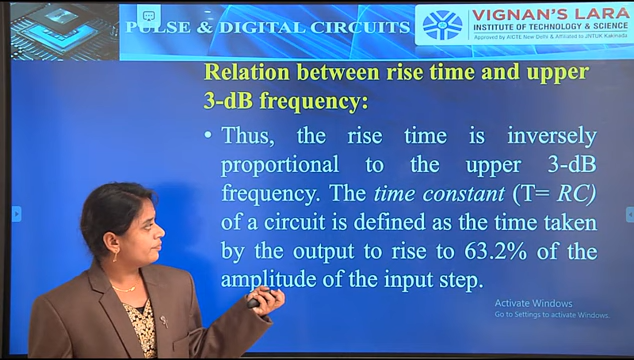 PULSE & DIGITAL CIRCUITS
VIGNAN'S LARA
INSTITUTE OF TECHNOLOGY & SCIENCE
Approved by AICTE New Delhi & Affiliated to JNTUK Kakinada
Relation between rise time and upper
3-dB frequency:
• Thus, the rise time is inversely
proportional to the upper 3-dB
frequency. The time constant (T= RC)
of a circuit is defined as the time taken
by the output to rise to 63.2% of the
amplitude of the input step.
Activate Windows
Go to Settings to activate Windows.